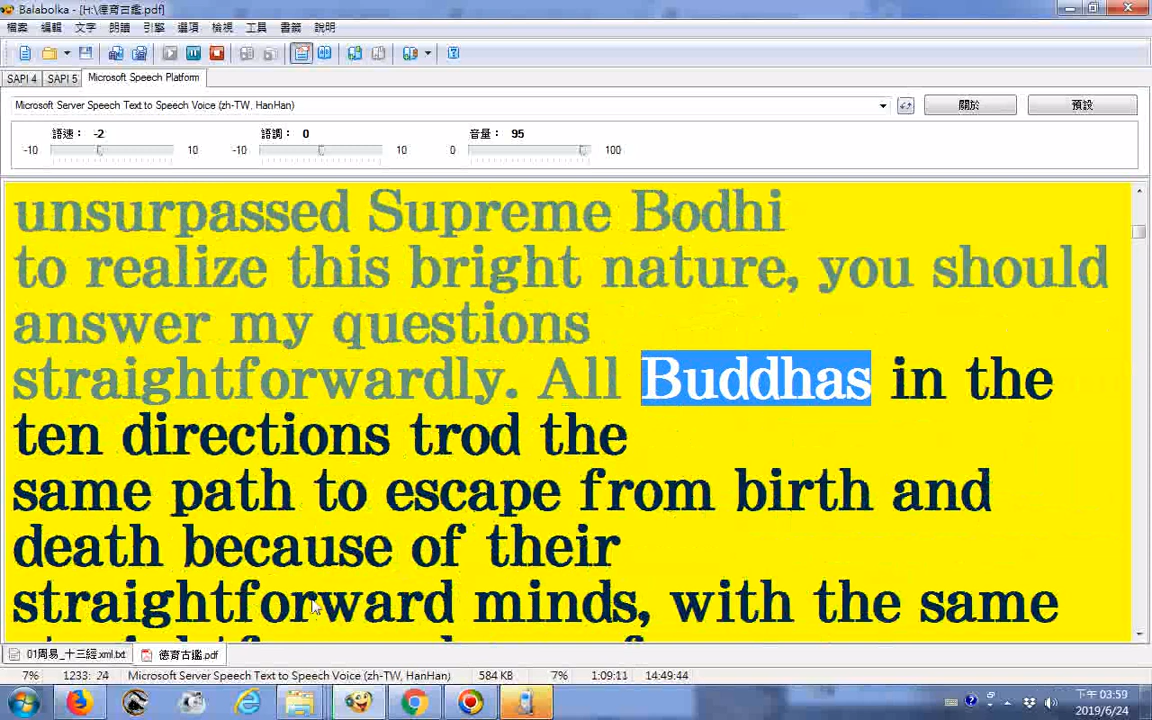 Balabolka - [H:\德育古鑑.pdf]
檔案 編輯 文字 朗讀 引擎 選項 檢視 工具 書籤 說明
SAPI 4 SAPI 5 Microsoft Speech Platform
Microsoft Server Speech Text to Speech Voice (zh-TW, HanHan) 關於 預設
語速： -2 語調： 0 音量： 95
-10 10 -10 10 0 100
unsurpassed Supreme Bodhi
to realize this bright nature, you should
answer my questions
straightforwardly. All Buddhas in the
ten directions trod the
same path to escape from birth and
death because of their
straightforward minds, with the same
01周易_十三經.xml.txt 德育古鑑.pdf
7% 1233: 24 Microsoft Server Speech Text to Speech Voice (zh-TW, HanHan) 584 KB 7% 1:09:11 14:49:44
下午 03:59
2019/6/24